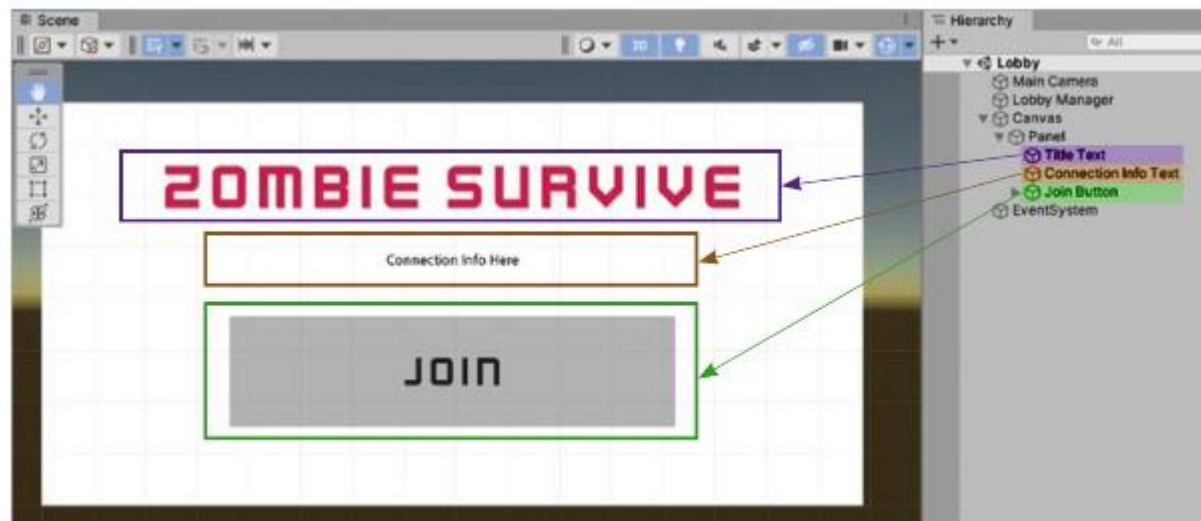 Scene
Hierarchy
2D
All
Lobby
Main Camera
Lobby Manager
Canvas
Panel
Title Text
Connection Info Text
Join Button
EventSystem
ZOMBIE SURVIVE
Connection Info Here
JOIN